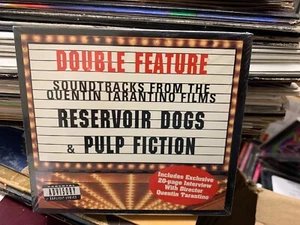 DOUBLE FEATURE
SOUNDTRACKS FROM THE
QUENTIN TARANTINO FILMS
RESERVOIR DOGS
& PULP FICTION
Includes Exclusive
20-page Interview
With Director
Quentin Tarantino
PARENTAL
ADVISORY
EXPLICIT LYRICS